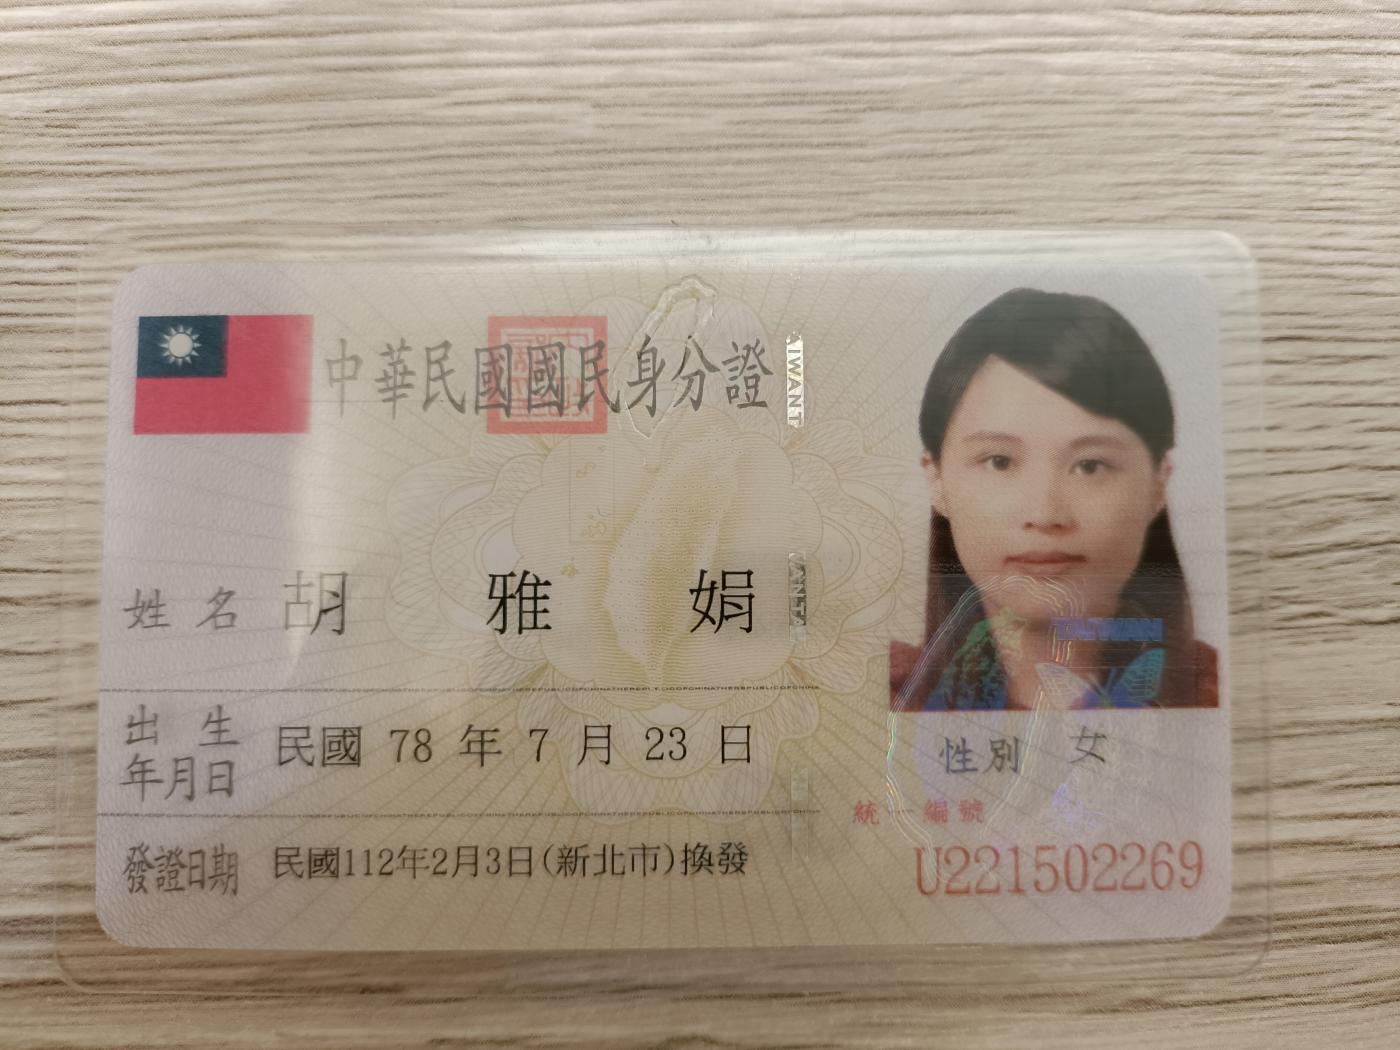 中華民國國民身分證
TAIWAN
姓名 胡雅娟
出生年月日 民國 78 年 7 月 23 日
發證日期 民國112年2月3日(新北市)換發
性別 女
統一編號
U221502269